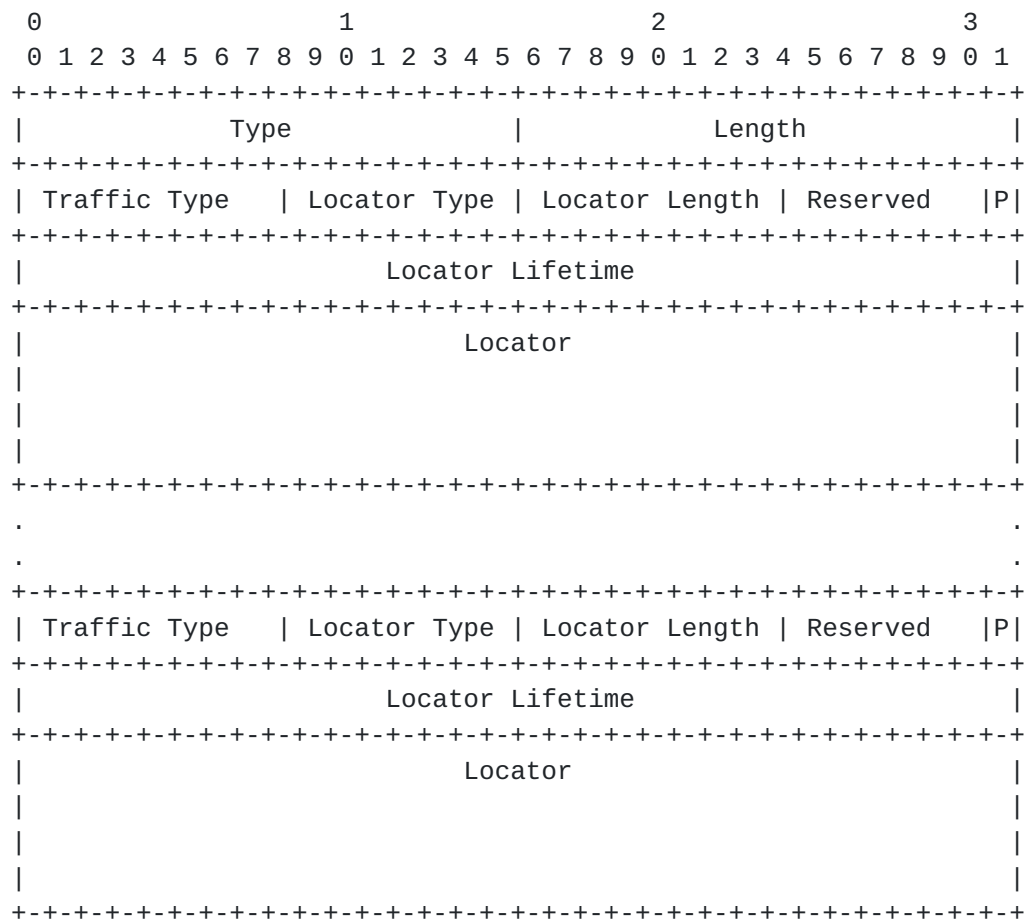 0                   1                   2                   3
 0 1 2 3 4 5 6 7 8 9 0 1 2 3 4 5 6 7 8 9 0 1 2 3 4 5 6 7 8 9 0 1
+-+-+-+-+-+-+-+-+-+-+-+-+-+-+-+-+-+-+-+-+-+-+-+-+-+-+-+-+-+-+-+-+
|             Type              |            Length             |
+-+-+-+-+-+-+-+-+-+-+-+-+-+-+-+-+-+-+-+-+-+-+-+-+-+-+-+-+-+-+-+-+
| Traffic Type   | Locator Type | Locator Length | Reserved   |P|
+-+-+-+-+-+-+-+-+-+-+-+-+-+-+-+-+-+-+-+-+-+-+-+-+-+-+-+-+-+-+-+-+
|                       Locator Lifetime                        |
+-+-+-+-+-+-+-+-+-+-+-+-+-+-+-+-+-+-+-+-+-+-+-+-+-+-+-+-+-+-+-+-+
|                            Locator                            |
|                                                               |
|                                                               |
|                                                               |
+-+-+-+-+-+-+-+-+-+-+-+-+-+-+-+-+-+-+-+-+-+-+-+-+-+-+-+-+-+-+-+-+
.                                                               .
.                                                               .
+-+-+-+-+-+-+-+-+-+-+-+-+-+-+-+-+-+-+-+-+-+-+-+-+-+-+-+-+-+-+-+-+
| Traffic Type   | Locator Type | Locator Length | Reserved   |P|
+-+-+-+-+-+-+-+-+-+-+-+-+-+-+-+-+-+-+-+-+-+-+-+-+-+-+-+-+-+-+-+-+
|                       Locator Lifetime                        |
+-+-+-+-+-+-+-+-+-+-+-+-+-+-+-+-+-+-+-+-+-+-+-+-+-+-+-+-+-+-+-+-+
|                            Locator                            |
|                                                               |
|                                                               |
|                                                               |
+-+-+-+-+-+-+-+-+-+-+-+-+-+-+-+-+-+-+-+-+-+-+-+-+-+-+-+-+-+-+-+-+